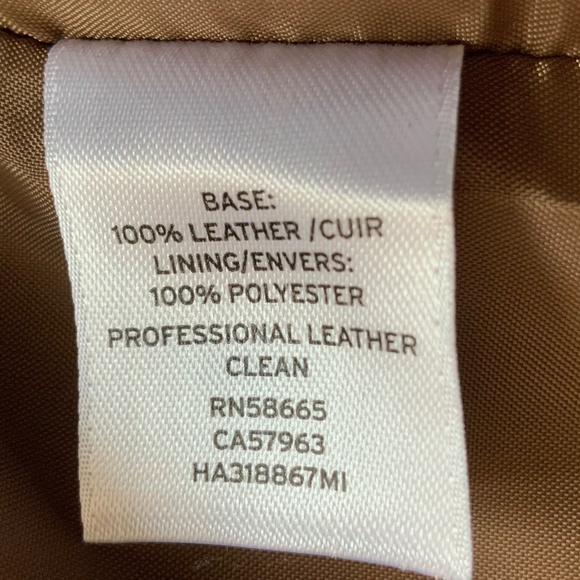 BASE:
100% LEATHER /CUIR
LINING/ENVERS:
100% POLYESTER
PROFESSIONAL LEATHER
CLEAN
RN58665
CA57963
HA318867MI